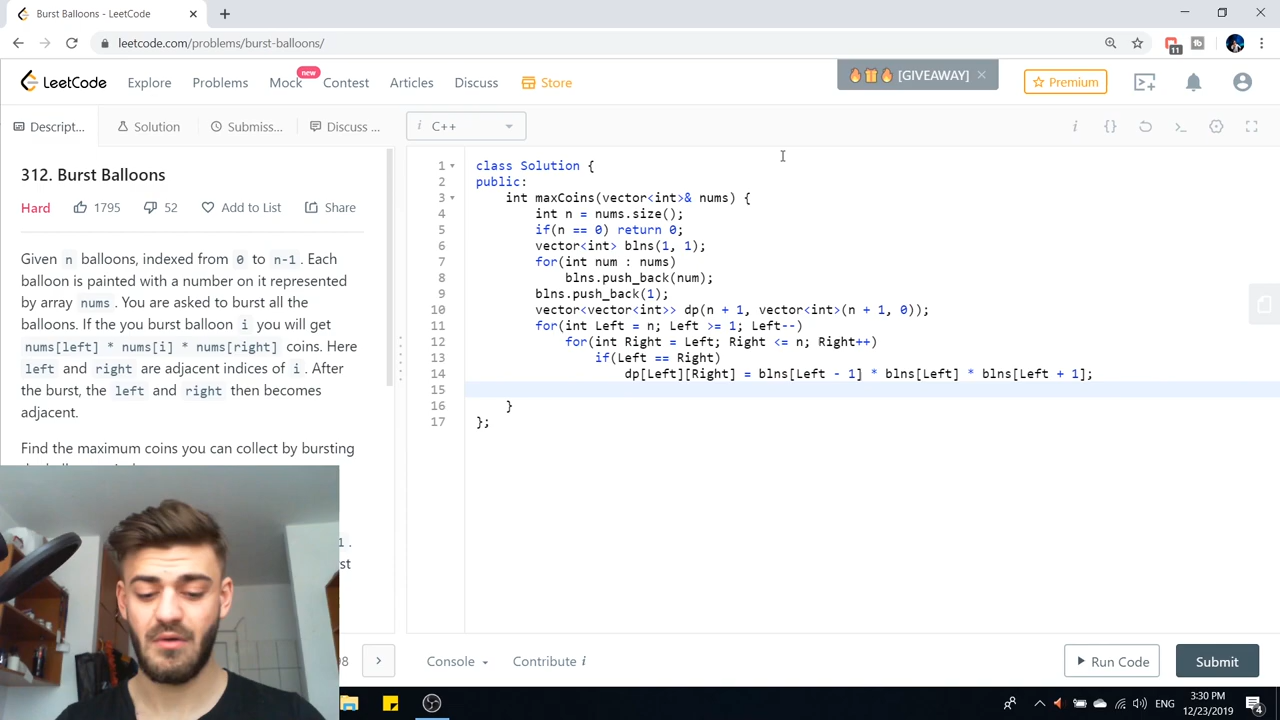 Burst Balloons - LeetCode
leetcode.com/problems/burst-balloons/
11
LeetCode
Explore
Problems
Mock
new
Contest
Articles
Discuss
Store
[GIVEAWAY]
Premium
Descript...
Solution
Submiss...
Discuss ...
i
C++
i
{}
312. Burst Balloons
Hard
1795
52
Add to List
Share
Given n balloons, indexed from 0 to n-1. Each
balloon is painted with a number on it represented
by array nums. You are asked to burst all the
balloons. If the you burst balloon i you will get
nums[left] * nums[i] * nums[right] coins. Here
left and right are adjacent indices of i. After
the burst, the left and right then becomes
adjacent.
Find the maximum coins you can collect by bursting
1 class Solution {
2 public:
3 int maxCoins(vector<int>& nums) {
4 int n = nums.size();
5 if(n == 0) return 0;
6 vector<int> blns(1, 1);
7 for(int num : nums)
8 blns.push_back(num);
9 blns.push_back(1);
10 vector<vector<int>> dp(n + 1, vector<int>(n + 1, 0));
11 for(int Left = n; Left >= 1; Left--)
12 for(int Right = Left; Right <= n; Right++)
13 if(Left == Right)
14 dp[Left][Right] = blns[Left - 1] * blns[Left] * blns[Left + 1];
15
16 }
17 };
Console
Contribute i
Run Code
Submit
ENG
3:30 PM
12/23/2019
4